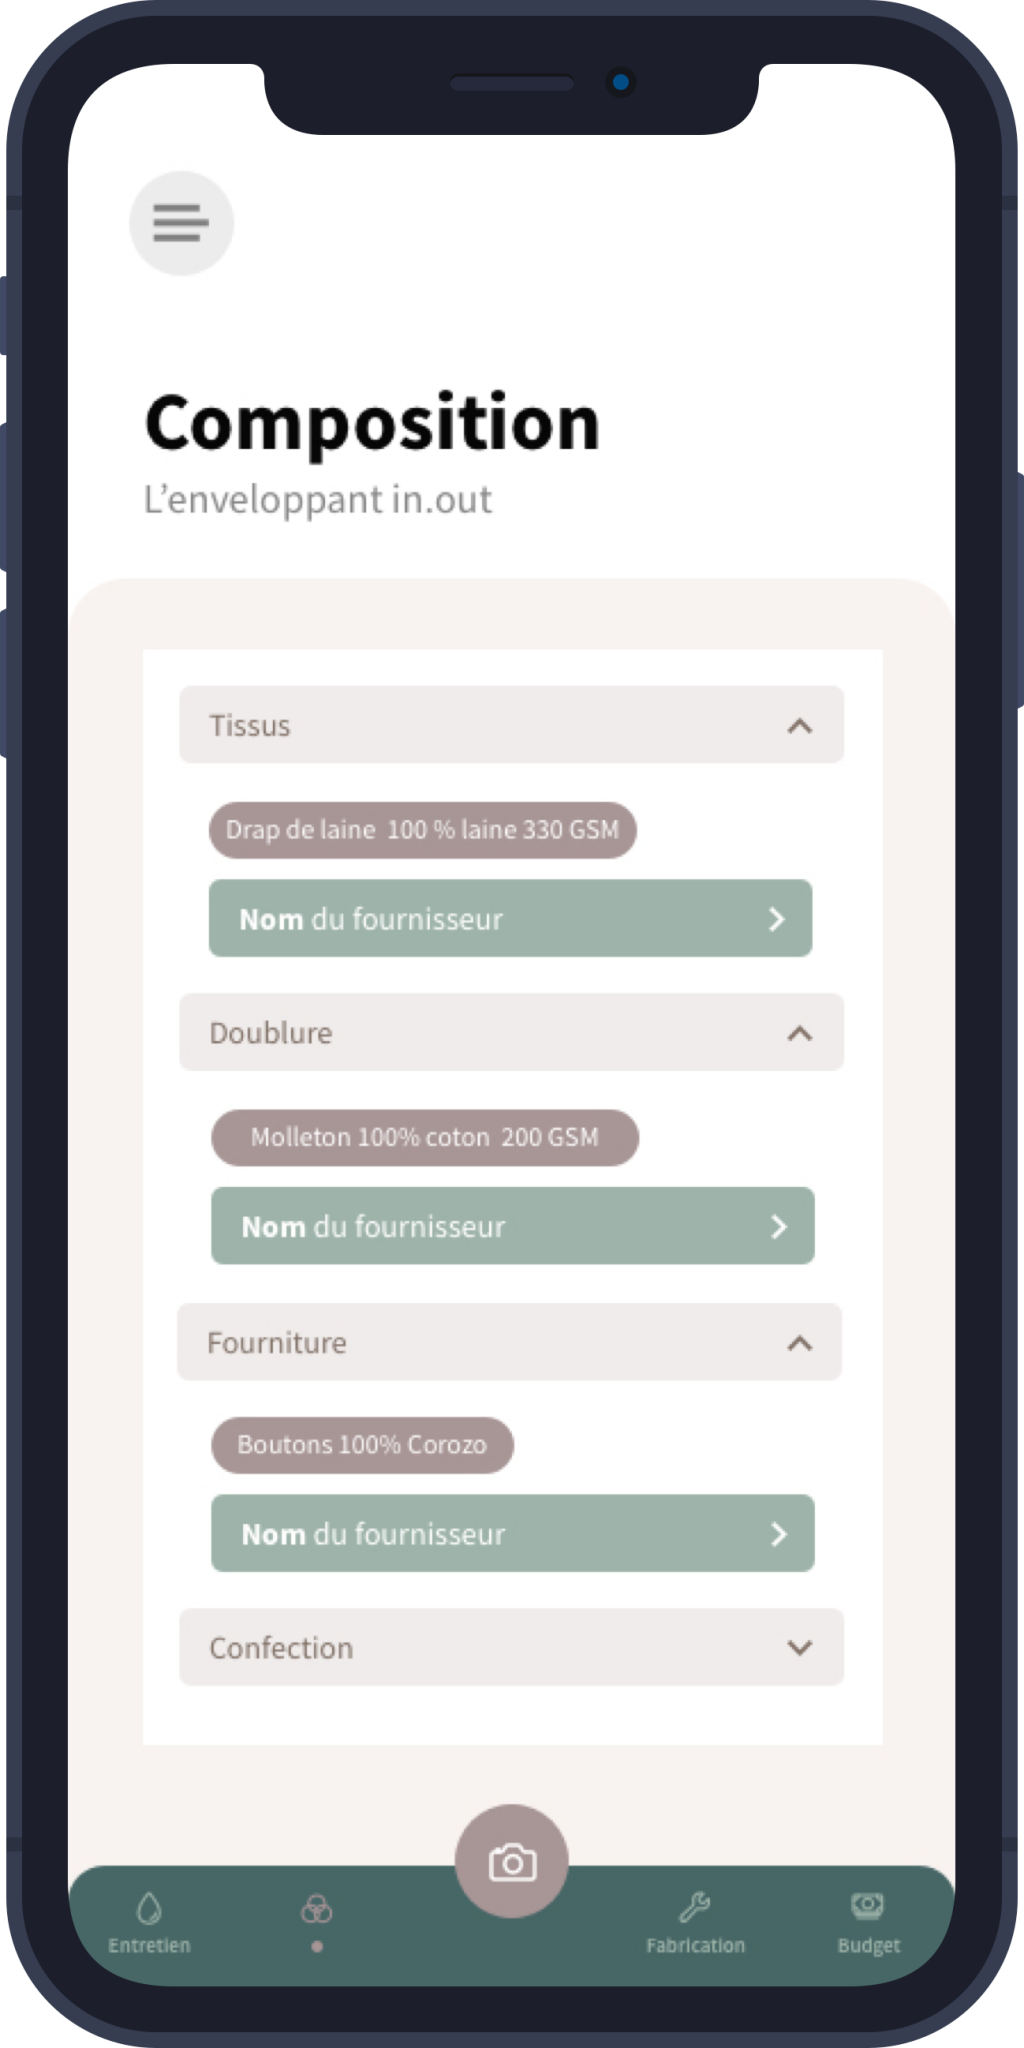 Composition
L’enveloppant in.out
Tissus
Drap de laine  100 % laine 330 GSM
Nom du fournisseur
Doublure
Molleton 100% coton  200 GSM
Nom du fournisseur
Fourniture
Boutons 100% Corozo
Nom du fournisseur
Confection
Entretien
Fabrication
Budget